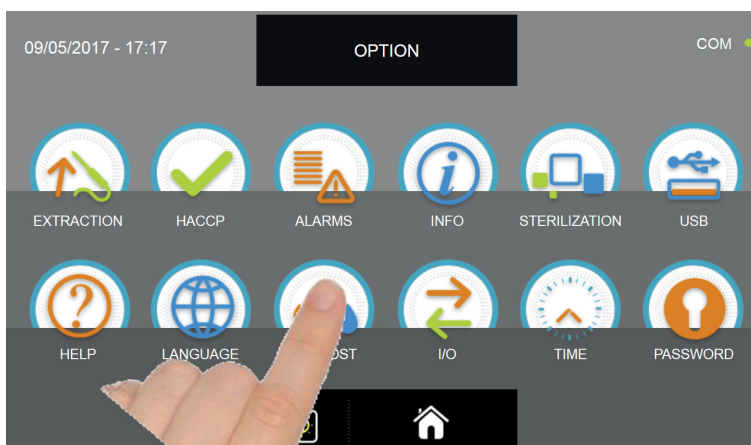 09/05/2017 - 17:17
OPTION
COM
EXTRACTION
HACCP
ALARMS
INFO
STERILIZATION
USB
HELP
LANGUAGE
I/O
TIME
PASSWORD